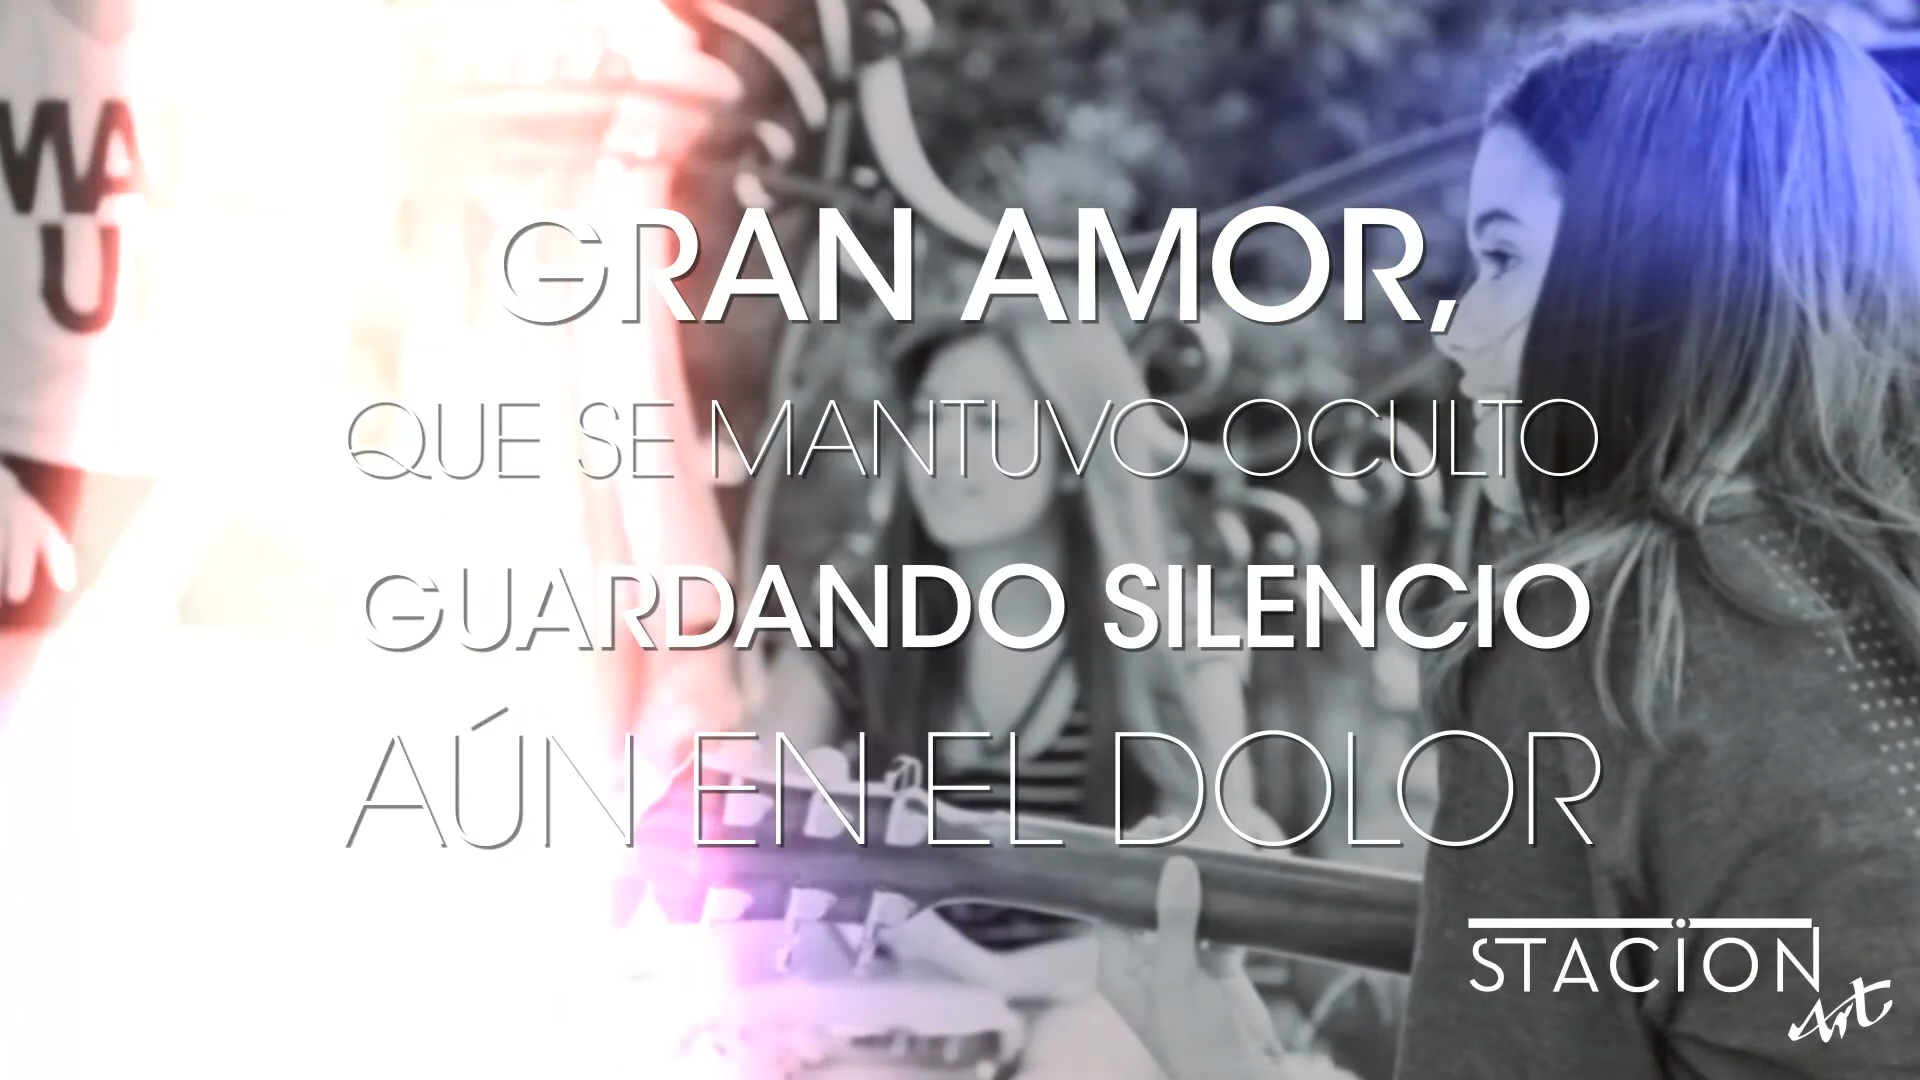 GRAN AMOR,
QUE SE MANTUVO OCULTO
GUARDANDO SILENCIO
AÚN EN EL DOLOR
STACION
Art